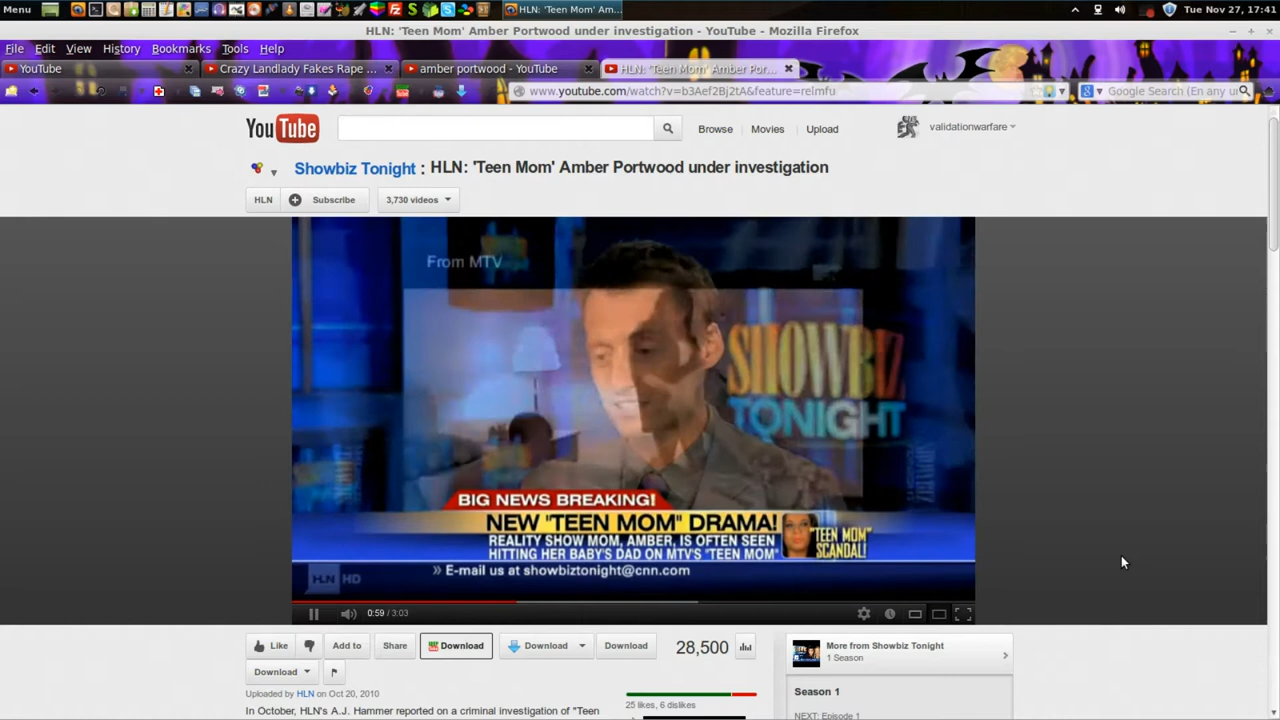 Menu
HLN: 'Teen Mom' Am...
Tue Nov 27, 17:41
HLN: 'Teen Mom' Amber Portwood under investigation - YouTube - Mozilla Firefox
File Edit View History Bookmarks Tools Help
YouTube
Crazy Landlady Fakes Rape ...
amber portwood - YouTube
HLN: 'Teen Mom' Amber Por...
www.youtube.com/watch?v=b3Aef2Bj2tA&feature=relmfu
Google Search (En any ur
YouTube
Browse Movies Upload
validationwarfare
Showbiz Tonight : HLN: 'Teen Mom' Amber Portwood under investigation
HLN Subscribe 3,730 videos
From MTV
SHOWBIZ
TONIGHT
BIG NEWS BREAKING!
NEW "TEEN MOM" DRAMA!
REALITY SHOW MOM, AMBER, IS OFTEN SEEN
HITTING HER BABY'S DAD ON MTV'S "TEEN MOM"
"TEEN MOM"
SCANDAL!
» E-mail us at showbiztonight@cnn.com
HLN HD
0:59 / 3:03
Like Add to Share Download Download Download 28,500
Download
More from Showbiz Tonight
1 Season
Season 1
NEXT: Episode 1
Uploaded by HLN on Oct 20, 2010
25 likes, 6 dislikes
In October, HLN's A.J. Hammer reported on a criminal investigation of "Teen